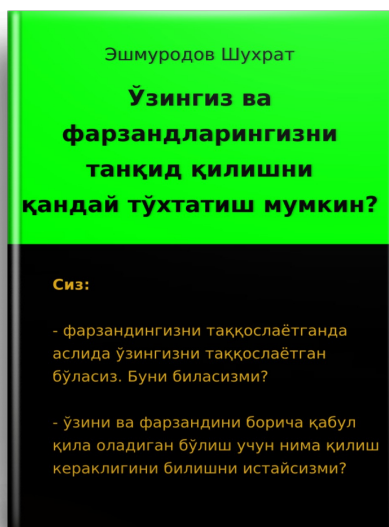 Эшмуродов Шухрат
Ўзингиз ва
фарзандларингизни
танқид қилишни
қандай тўхтатиш мумкин?
Сиз:
- фарзандингизни таққослаётганда
аслида ўзингизни таққослаётган
бўласиз. Буни биласизми?
- ўзини ва фарзандини борича қабул
қила оладиган бўлиш учун нима қилиш
кераклигини билишни истайсизми?